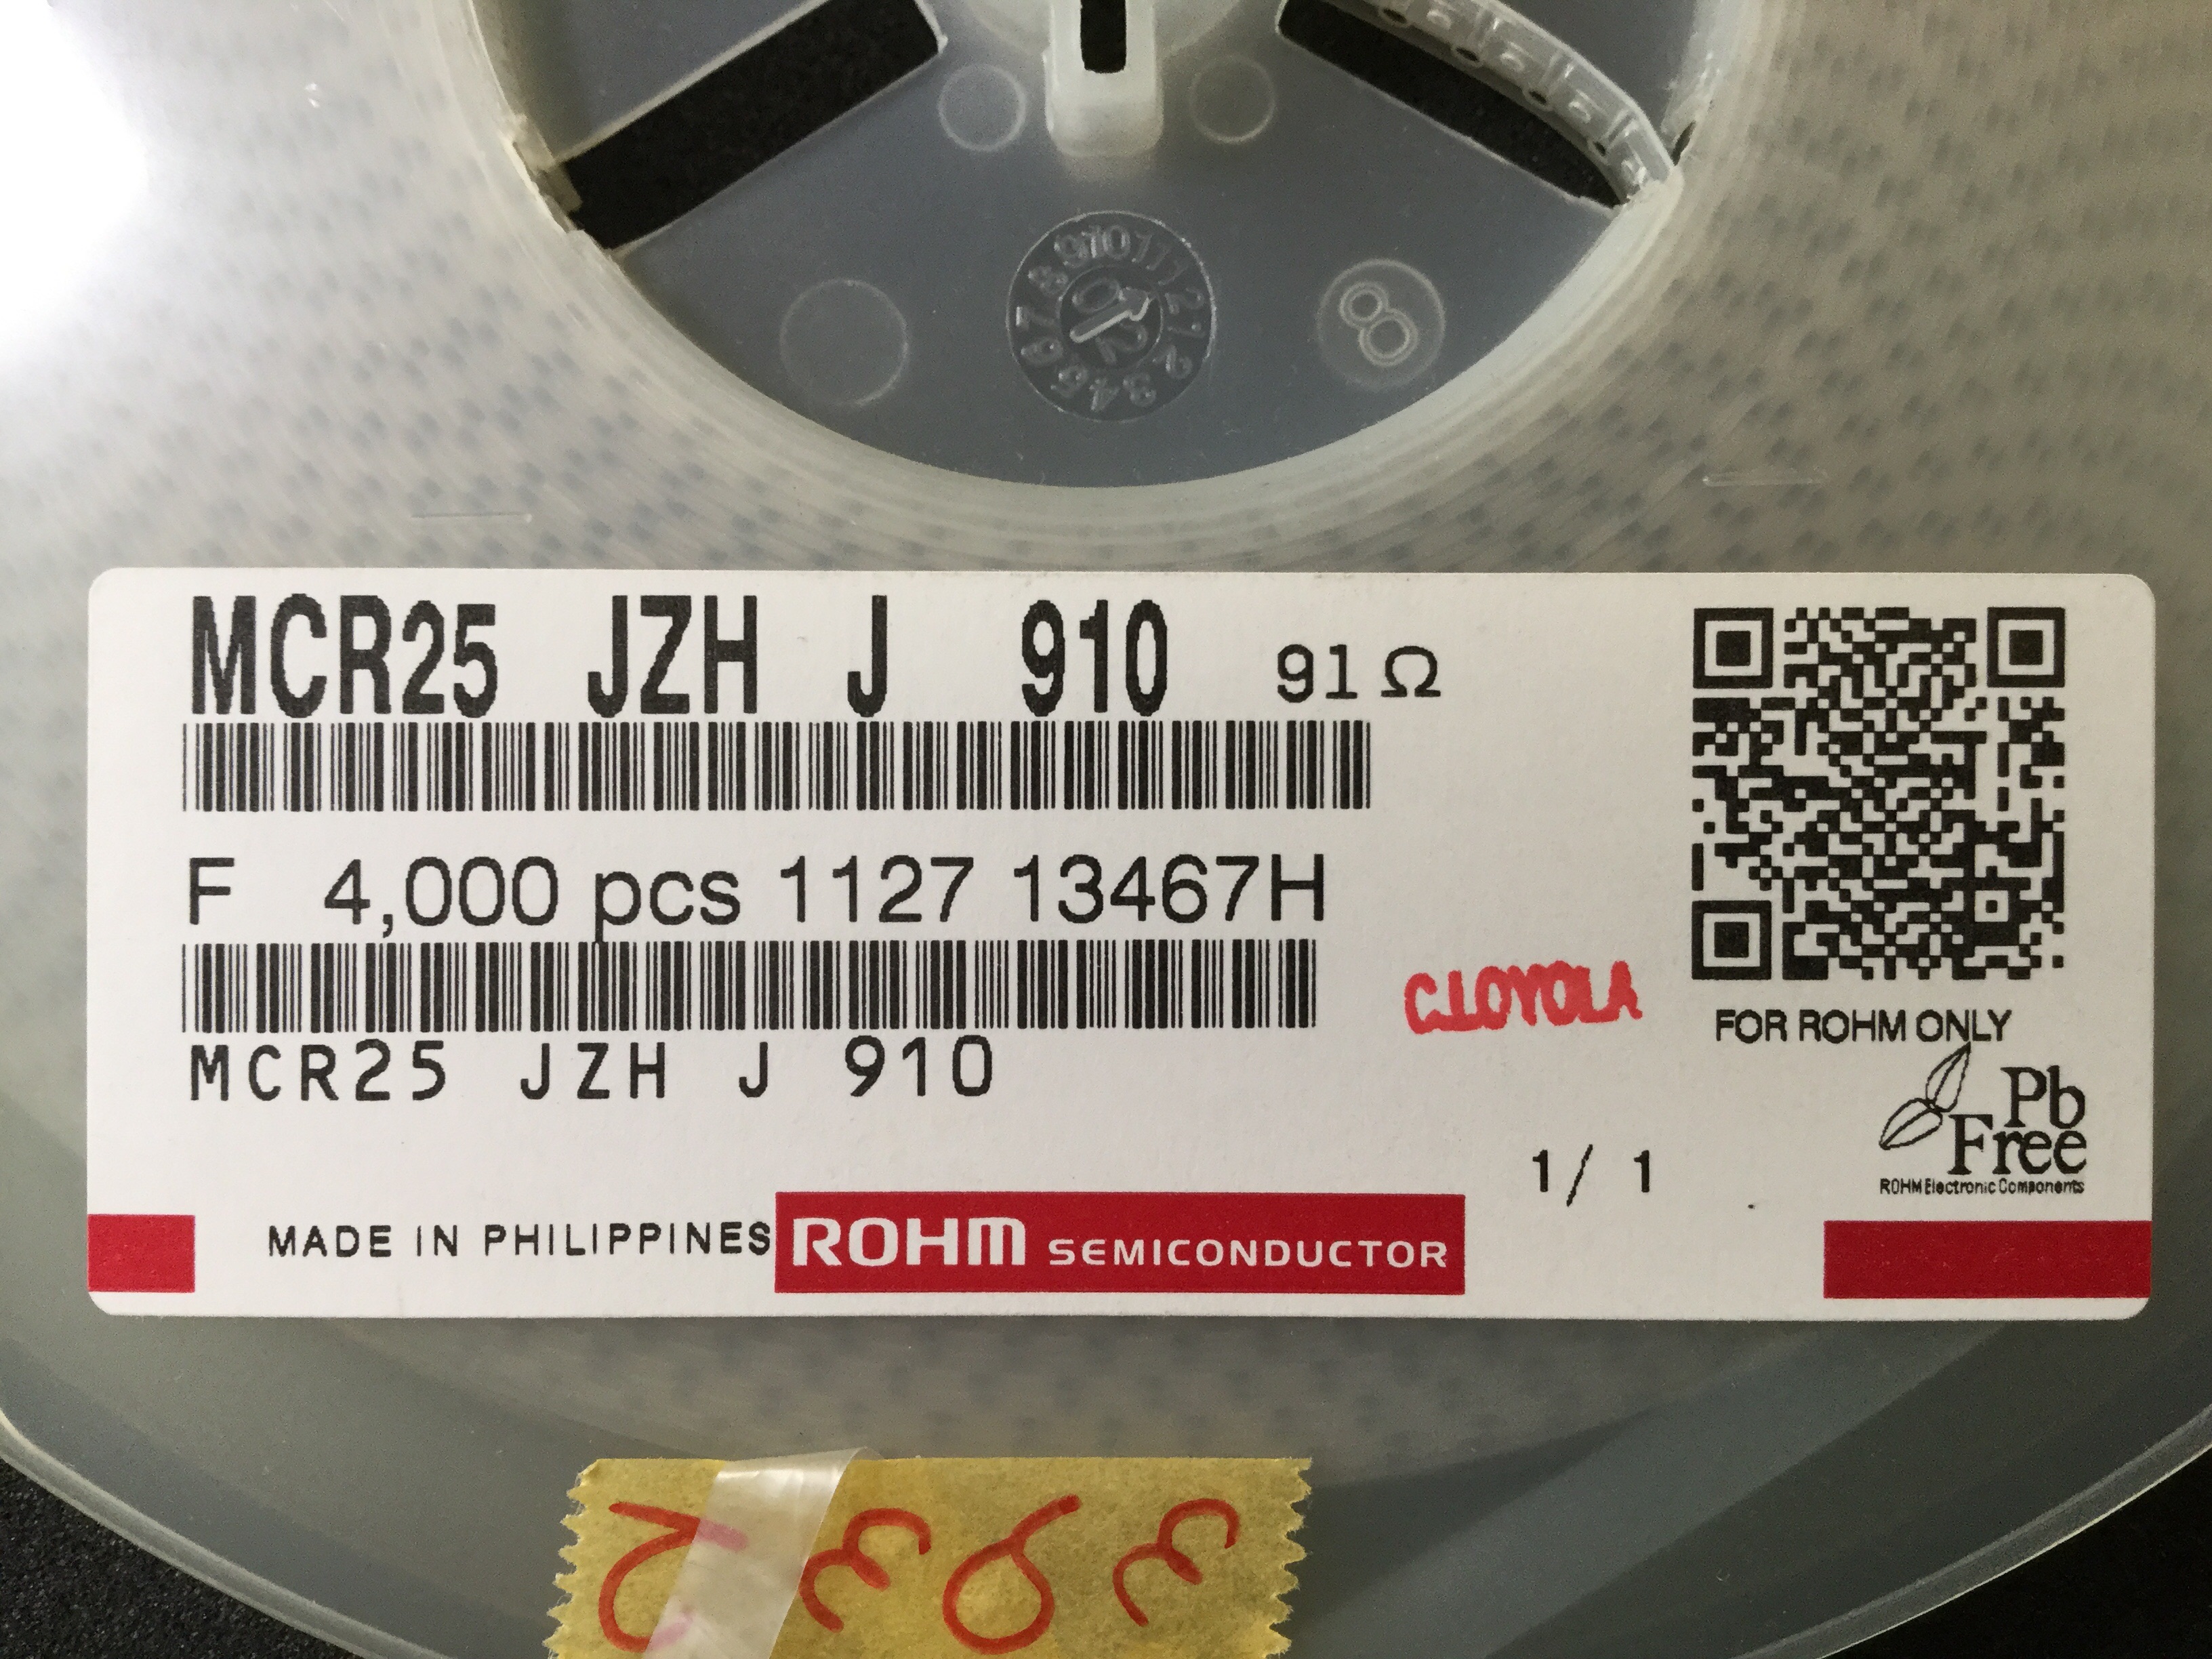 8
MCR25 JZH J 910 91Ω
F 4,000 pcs 1127 13467H
C.LOYOLA
MCR25 JZH J 910
FOR ROHM ONLY
Pb
Free
ROHM Electronic Components
1/ 1
MADE IN PHILIPPINES ROHM SEMICONDUCTOR